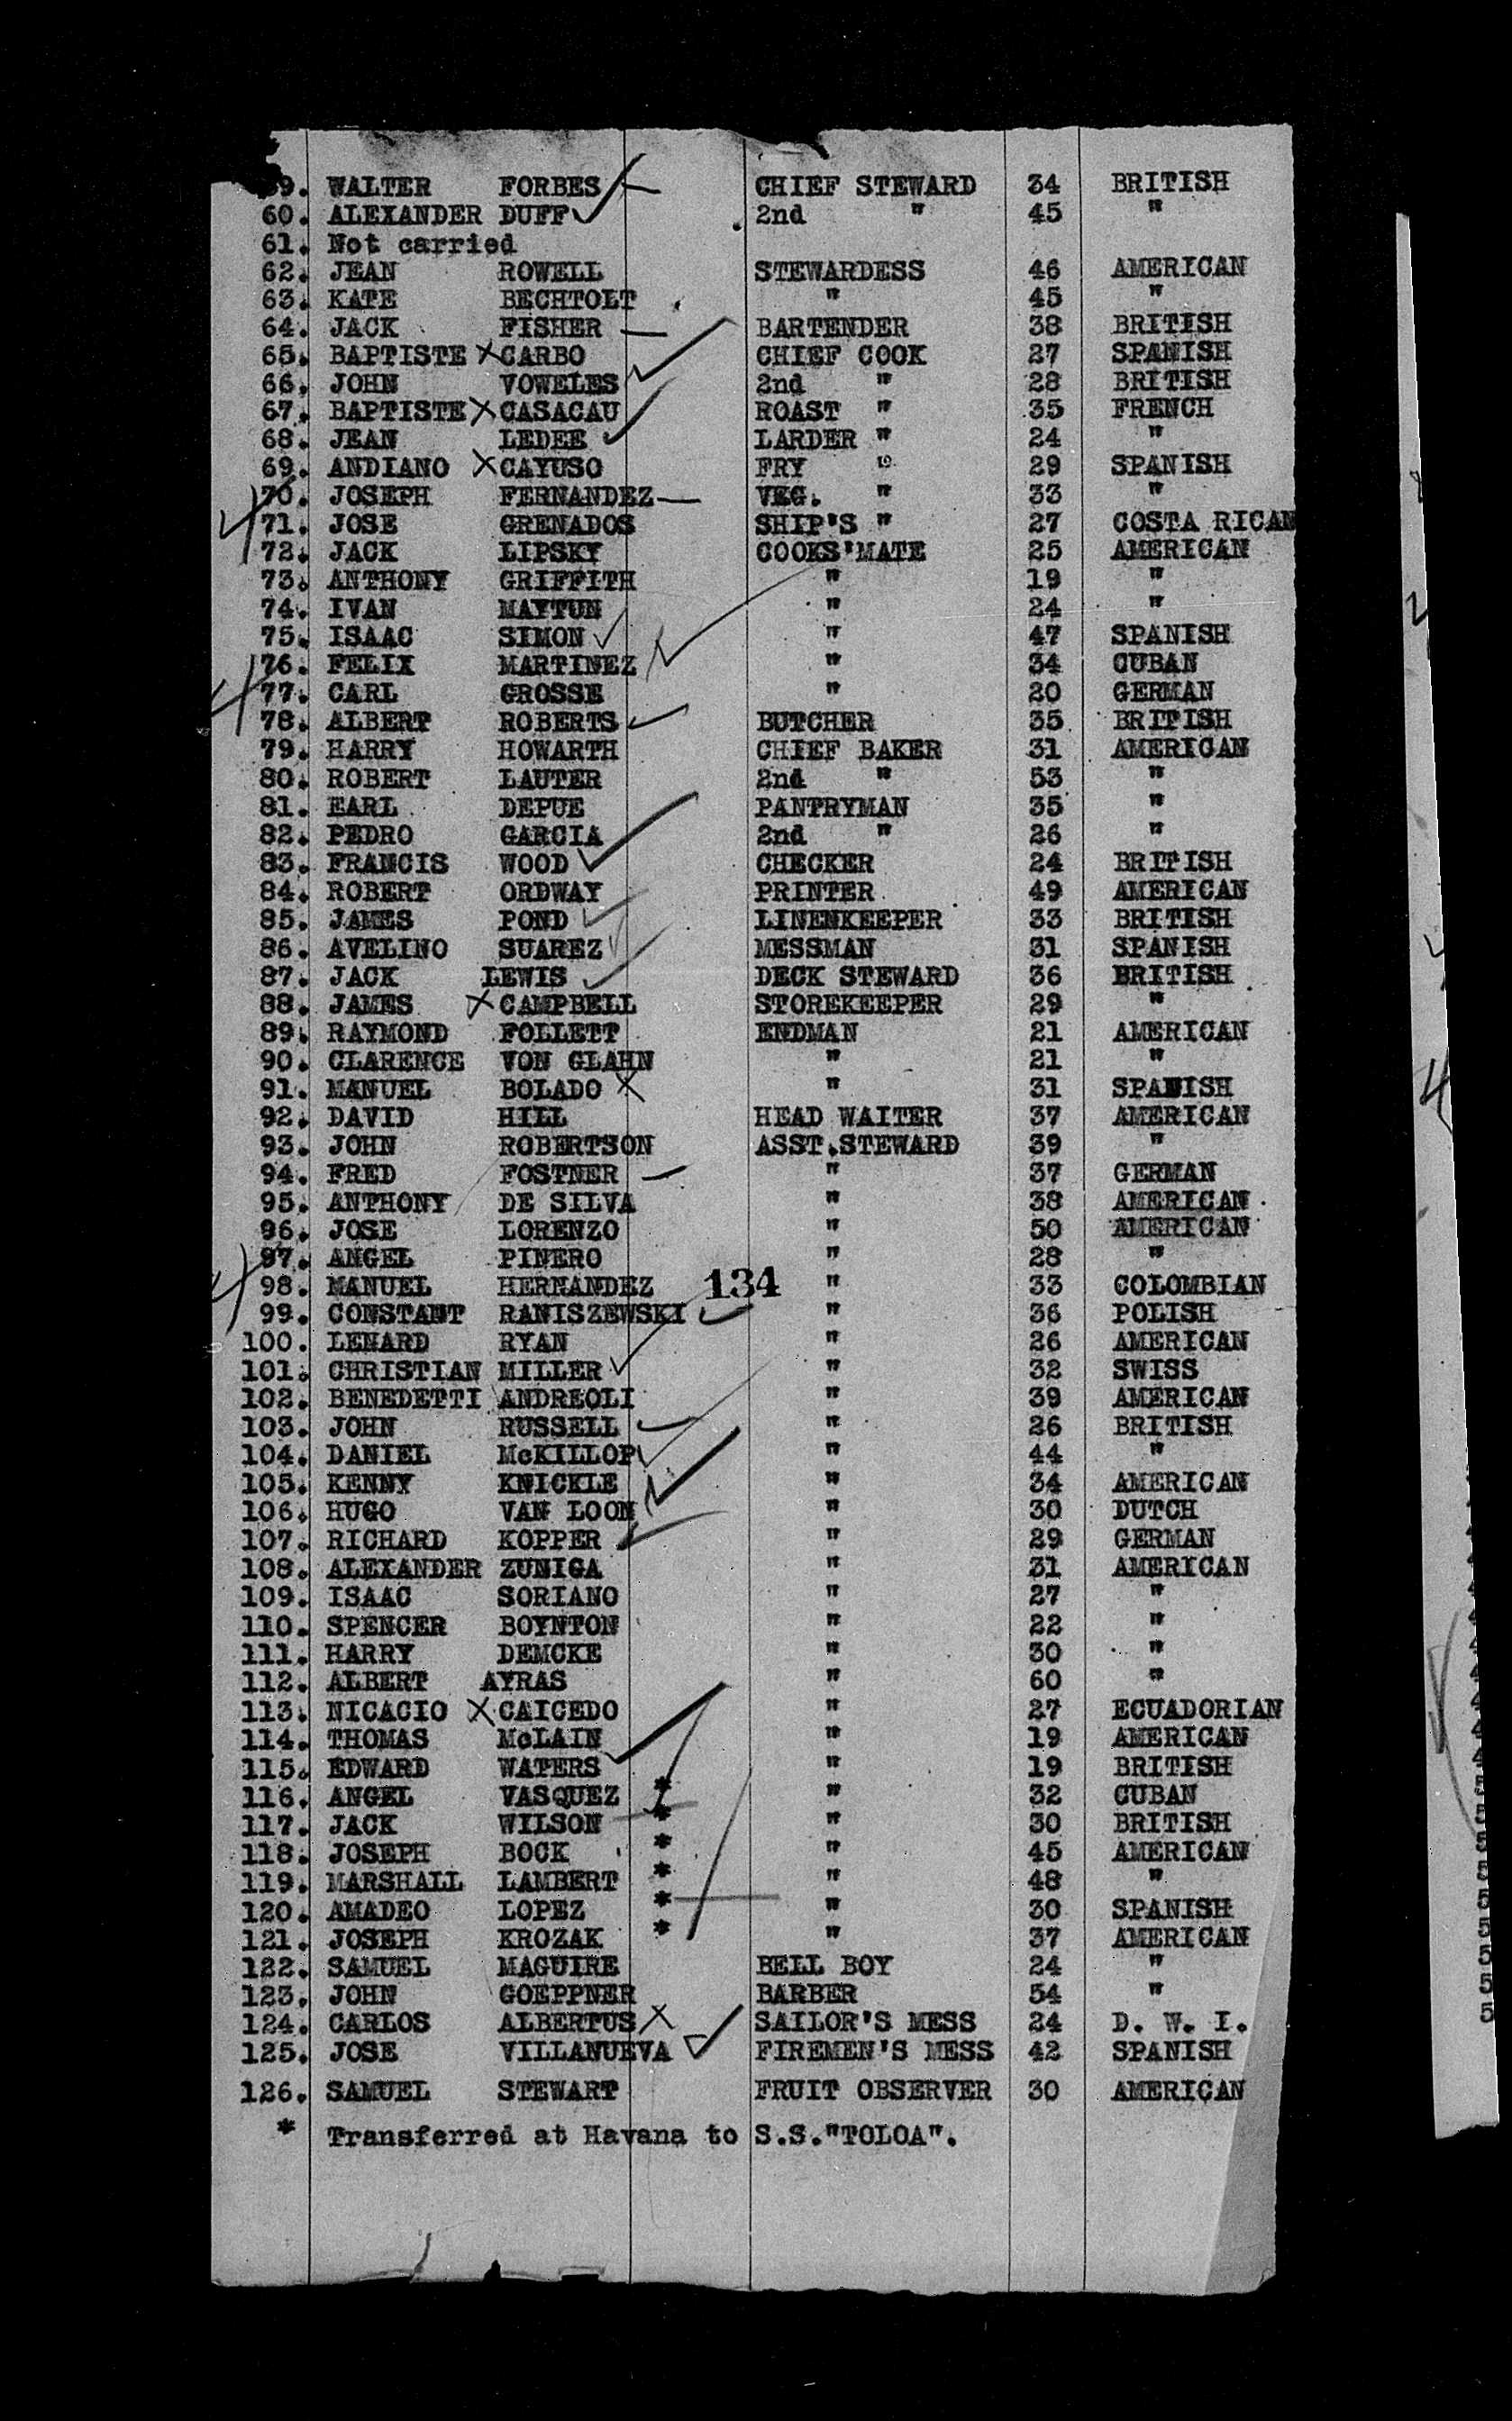 9. WALTER FORBES CHIEF STEWARD 34 BRITISH
60. ALEXANDER DUFF 2nd " 45 "
61. Not carried
62. JEAN ROWELL STEWARDESS 46 AMERICAN
63. KATE BECHTOLT " 45 "
64. JACK FISHER BARTENDER 38 BRITISH
65. BAPTISTE X CARBO CHIEF COOK 27 SPANISH
66. JOHN VOWELES 2nd " 28 BRITISH
67. BAPTISTE X CASACAU ROAST " 35 FRENCH
68. JEAN LEDEE LARDER " 24 "
69. ANDIANO X CAYUSO FRY " 29 SPANISH
70. JOSEPH FERNANDEZ VEG. " 33 "
71. JOSE GRENADOS SHIP'S " 27 COSTA RICAN
72. JACK LIPSKY COOKS'MATE 25 AMERICAN
73. ANTHONY GRIFFITH " 19 "
74. IVAN MAYTUN " 24 "
75. ISAAC SIMON " 47 SPANISH
76. FELIX MARTINEZ " 34 CUBAN
77. CARL GROSSE " 20 GERMAN
78. ALBERT ROBERTS BUTCHER 35 BRITISH
79. HARRY HOWARTH CHIEF BAKER 31 AMERICAN
80. ROBERT LAUTER 2nd " 53 "
81. EARL DEPUE PANTRYMAN 35 "
82. PEDRO GARCIA 2nd " 26 "
83. FRANCIS WOOD CHECKER 24 BRITISH
84. ROBERT ORDWAY PRINTER 49 AMERICAN
85. JAMES POND LINENKEEPER 33 BRITISH
86. AVELINO SUAREZ MESSMAN 31 SPANISH
87. JACK LEWIS DECK STEWARD 36 BRITISH
88. JAMES X CAMPBELL STOREKEEPER 29 "
89. RAYMOND FOLLETT ENDMAN 21 AMERICAN
90. CLARENCE VON GLAHN " 21 "
91. MANUEL BOLADO X " 31 SPANISH
92. DAVID HILL HEAD WAITER 37 AMERICAN
93. JOHN ROBERTSON ASST.STEWARD 39 "
94. FRED FOSTNER " 37 GERMAN
95. ANTHONY DE SILVA " 38 AMERICAN
96. JOSE LORENZO " 50 AMERICAN
97. ANGEL PINERO " 28 "
98. MANUEL HERNANDEZ 134 " 33 COLOMBIAN
99. CONSTANT RANISZEWSKI " 36 POLISH
100. LENARD RYAN " 26 AMERICAN
101. CHRISTIAN MILLER " 32 SWISS
102. BENEDETTI ANDREOLI " 39 AMERICAN
103. JOHN RUSSELL " 26 BRITISH
104. DANIEL McKILLOP " 44 "
105. KENNY KNICKLE " 34 AMERICAN
106. HUGO VAN LOON " 30 DUTCH
107. RICHARD KOPPER " 29 GERMAN
108. ALEXANDER ZUNIGA " 31 AMERICAN
109. ISAAC SORIANO " 27 "
110. SPENCER BOYNTON " 22 "
111. HARRY DEMCKE " 30 "
112. ALBERT AYRAS " 60 "
113. NICACIO X CAICEDO " 27 ECUADORIAN
114. THOMAS McLAIN " 19 AMERICAN
115. EDWARD WATERS " 19 BRITISH
116. ANGEL VASQUEZ * " 32 CUBAN
117. JACK WILSON * " 30 BRITISH
118. JOSEPH BOCK * " 45 AMERICAN
119. MARSHALL LAMBERT * " 48 "
120. AMADEO LOPEZ * " 30 SPANISH
121. JOSEPH KROZAK * " 37 AMERICAN
122. SAMUEL MAGUIRE BELL BOY 24 "
123. JOHN GOEPPNER BARBER 54 "
124. CARLOS ALBERTUS X SAILOR'S MESS 24 D. W. I.
125. JOSE VILLANUEVA FIREMEN'S MESS 42 SPANISH
126. SAMUEL STEWART FRUIT OBSERVER 30 AMERICAN
* Transferred at Havana to S.S."TOLOA".